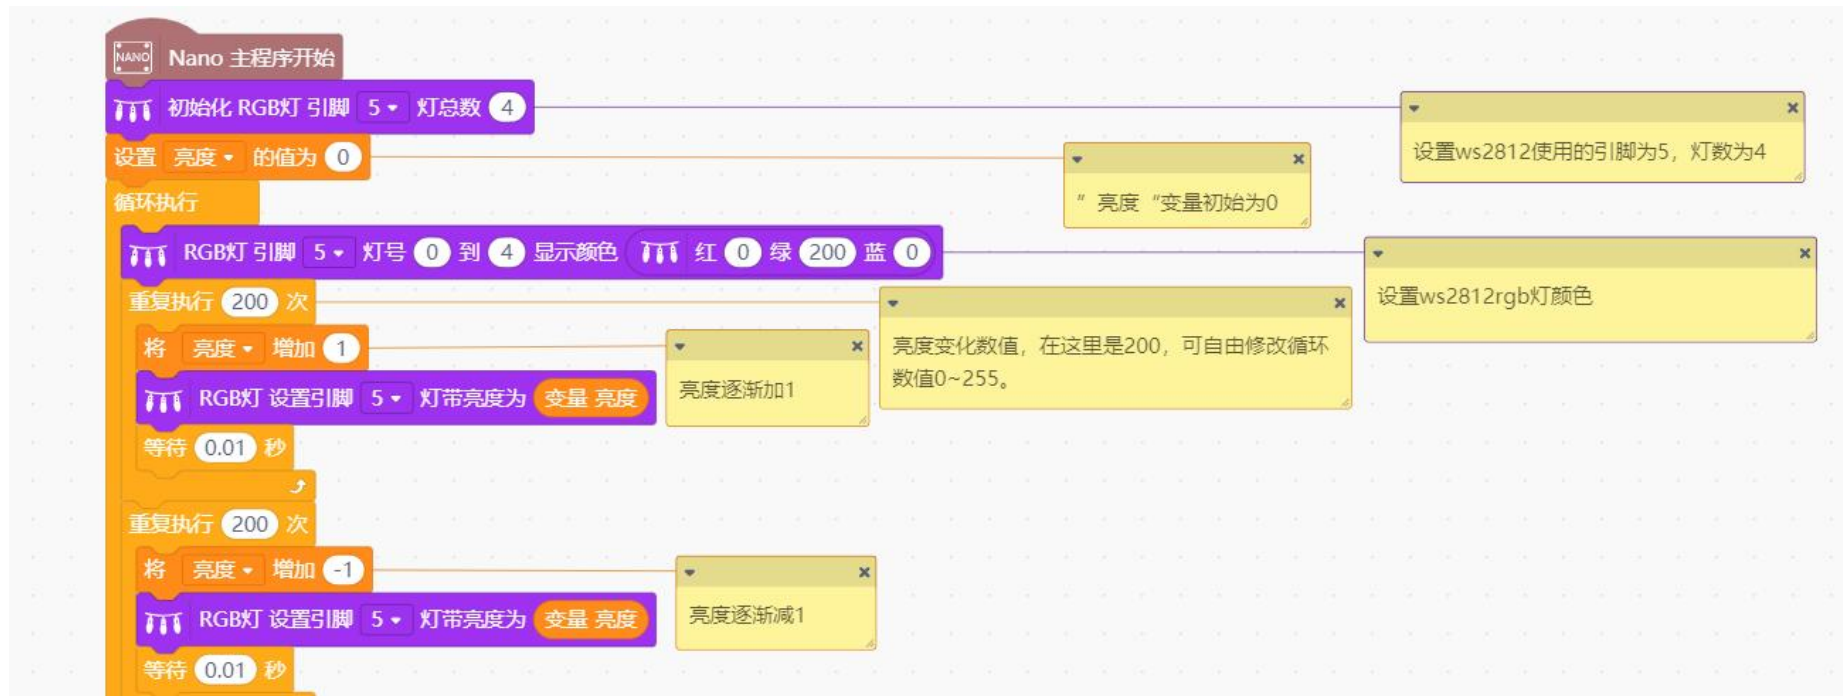 NANO Nano 主程序开始
初始化 RGB灯 引脚 5 灯总数 4
设置ws2812使用的引脚为5，灯数为4
设置 亮度 的值为 0
”亮度“变量初始为0
循环执行
RGB灯 引脚 5 灯号 0 到 4 显示颜色 红 0 绿 200 蓝 0
设置ws2812rgb灯颜色
重复执行 200 次
亮度变化数值，在这里是200，可自由修改循环
数值0~255。
将 亮度 增加 1
亮度逐渐加1
RGB灯 设置引脚 5 灯带亮度为 变量 亮度
等待 0.01 秒
重复执行 200 次
将 亮度 增加 -1
亮度逐渐减1
RGB灯 设置引脚 5 灯带亮度为 变量 亮度
等待 0.01 秒